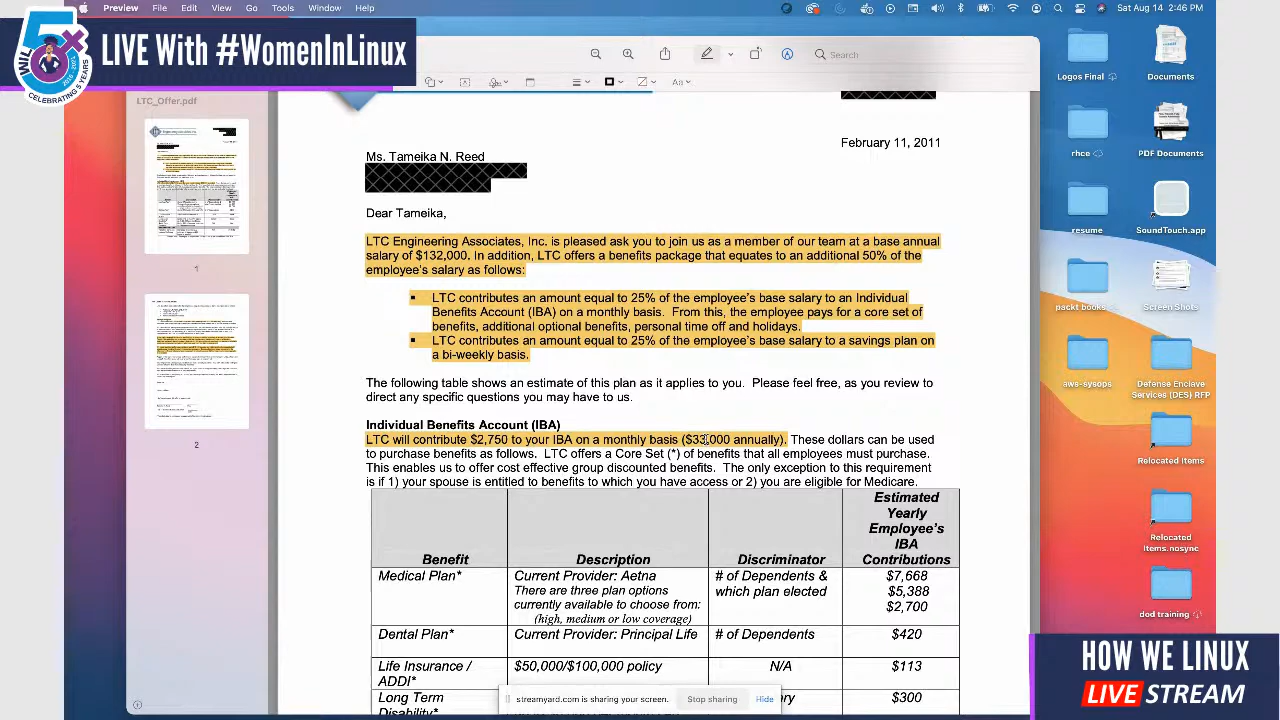 Preview File Edit View Go Tools Window Help
Sat Aug 14 2:46 PM
5x
WIL
2016-2021
CELEBRATING 5 YEARS
LIVE With #WomenInLinux
Search
Aa
LTC_Offer.pdf
1
2
February 11, 2011
Ms. Tameika N. Reed
Dear Tameika,
LTC Engineering Associates, Inc. is pleased ask you to join us as a member of our team at a base annual
salary of $132,000. In addition, LTC offers a benefits package that equates to an additional 50% of the
employee's salary as follows:
▪ LTC contributes an amount equal to 25% of the employee's base salary to an Individual
Benefits Account (IBA) on a monthly basis. From this, the employee pays for a core set of
benefits, additional optional benefits, personal time off and holidays.
▪ LTC contributes an amount equal to 25% of the employee's base salary to a savings plan on
a bi-weekly basis.
The following table shows an estimate of this plan as it applies to you. Please feel free, as you review to
direct any specific questions you may have to us.
Individual Benefits Account (IBA)
LTC will contribute $2,750 to your IBA on a monthly basis ($33,000 annually). These dollars can be used
to purchase benefits as follows. LTC offers a Core Set (*) of benefits that all employees must purchase.
This enables us to offer cost effective group discounted benefits. The only exception to this requirement
is if 1) your spouse is entitled to benefits to which you have access or 2) you are eligible for Medicare.
Benefit Description Discriminator Estimated Yearly Employee's IBA Contributions
Medical Plan* Current Provider: Aetna # of Dependents & $7,668
There are three plan options which plan elected $5,388
currently available to choose from: $2,700
(high, medium or low coverage)
Dental Plan* Current Provider: Principal Life # of Dependents $420
Life Insurance / $50,000/$100,000 policy N/A $113
ADDI*
Long Term $300
Disability*
streamyard.com is sharing your screen. Stop sharing Hide
Logos Final
Documents
rhce
PDF Documents
resume
SoundTouch.app
packt books
Screen Shots
aws-sysops
Defense Enclave
Services (DES) RFP
Relocated Items
Relocated
Items.nosync
dod training
HOW WE LINUX
LIVE STREAM